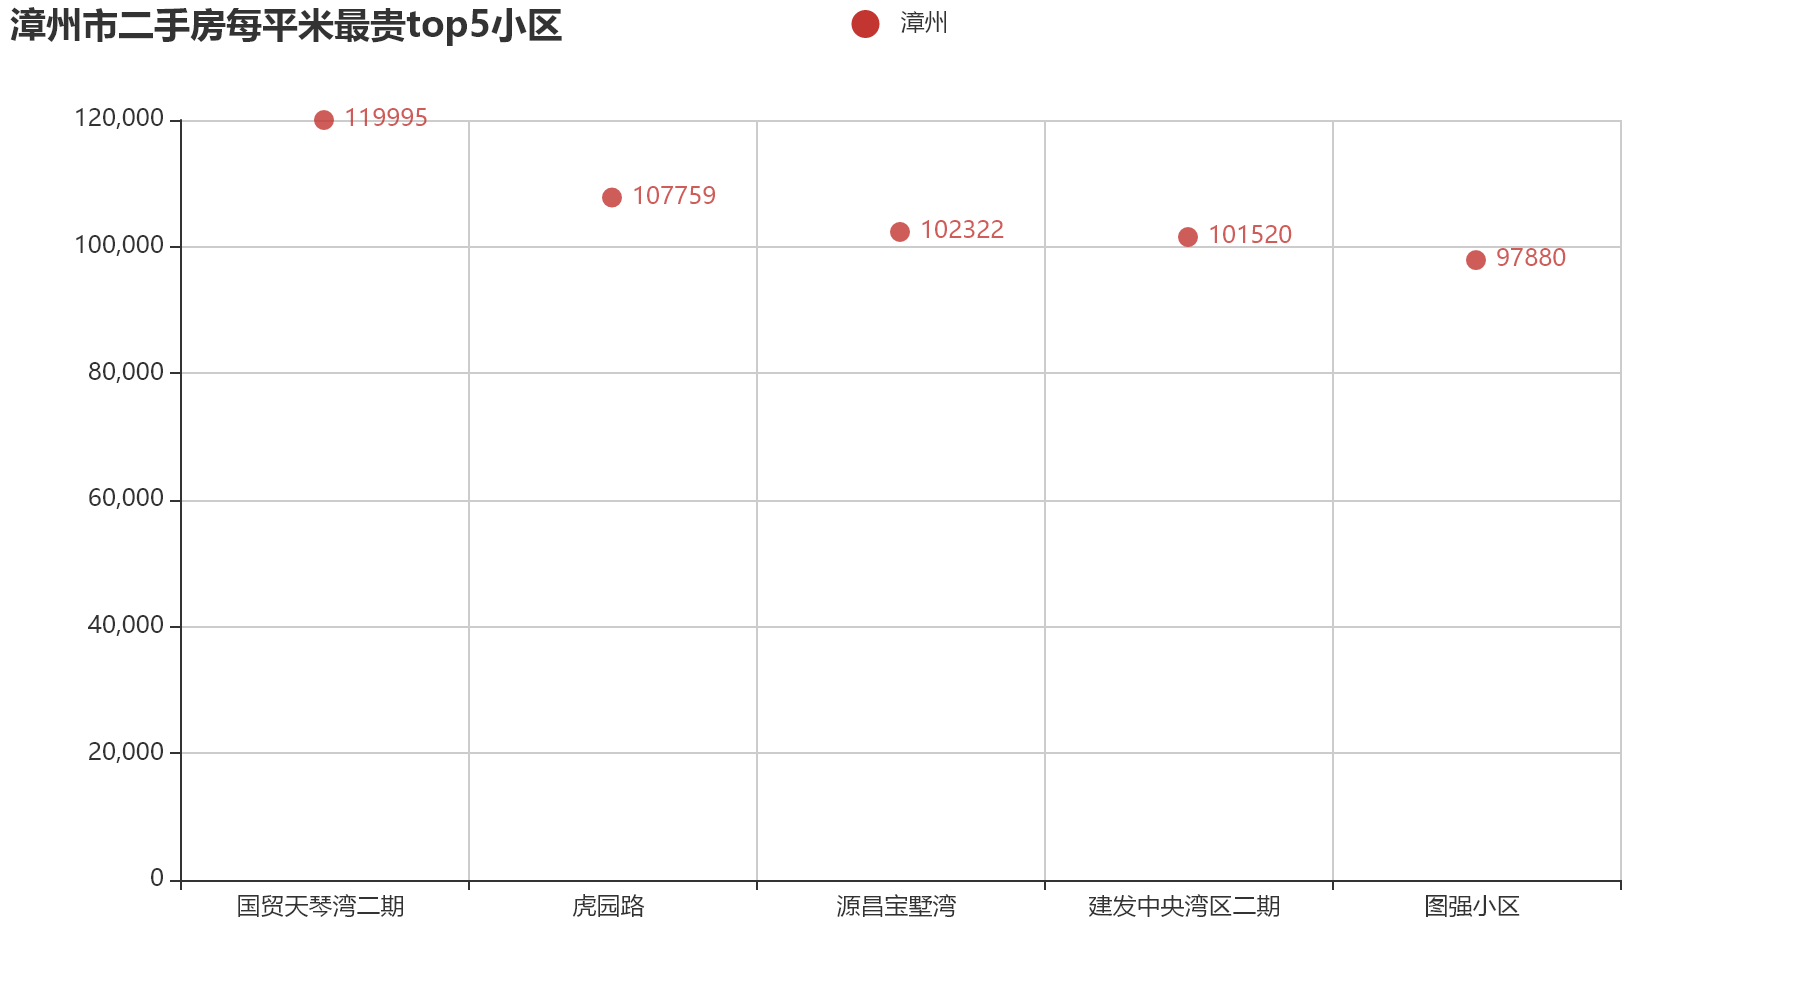 漳州市二手房每平米最贵top5小区
漳州
120,000
100,000
80,000
60,000
40,000
20,000
0
119995
107759
102322
101520
97880
国贸天琴湾二期
虎园路
源昌宝墅湾
建发中央湾区二期
图强小区